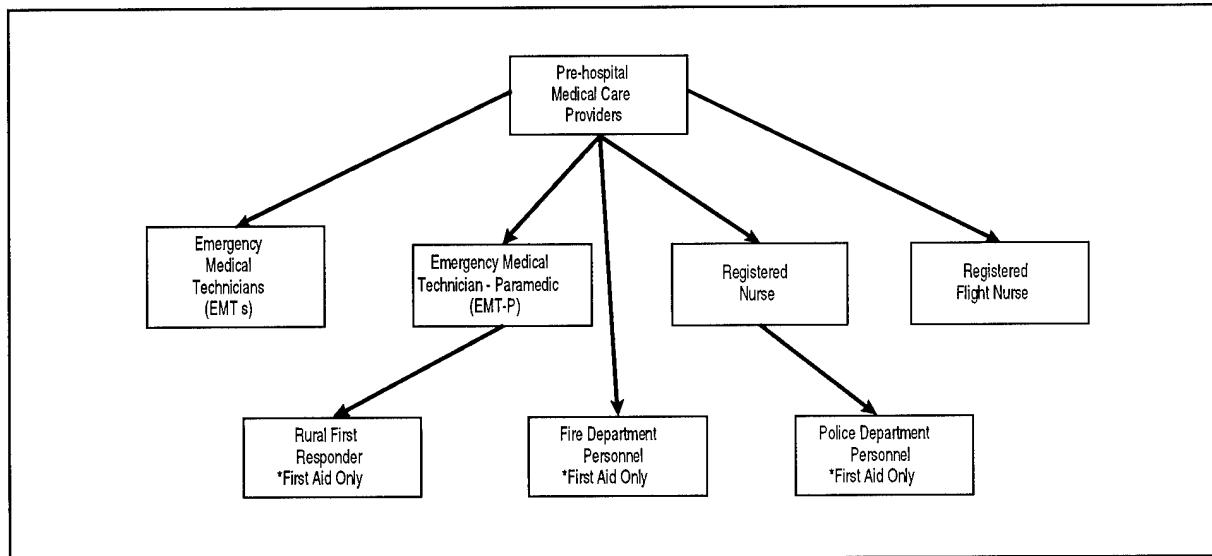 Pre-hospital
Medical Care
Providers
Emergency
Medical
Technicians
(EMT s)
Emergency Medical
Technician - Paramedic
(EMT-P)
Registered
Nurse
Registered
Flight Nurse
Rural First
Responder
*First Aid Only
Fire Department
Personnel
*First Aid Only
Police Department
Personnel
*First Aid Only